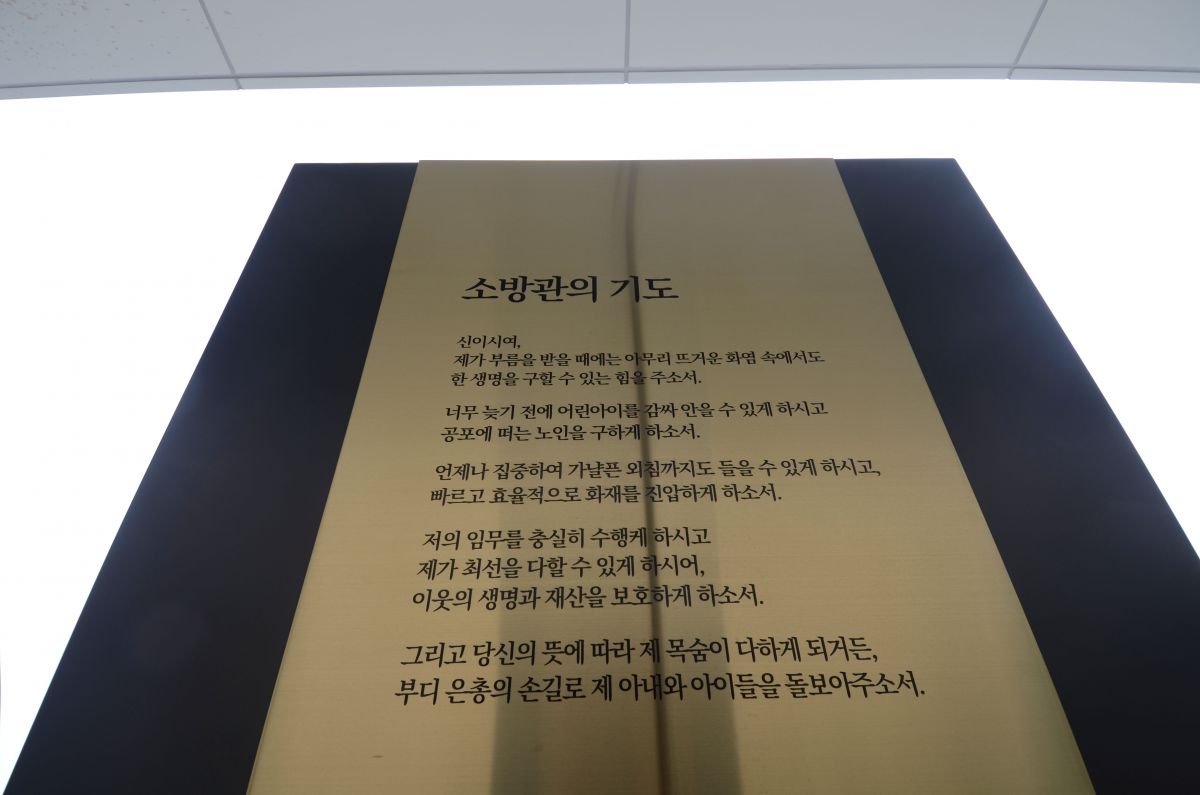 소방관의 기도
신이시여,
제가 부름을 받을 때에는 아무리 뜨거운 화염 속에서도
한 생명을 구할 수 있는 힘을 주소서.
너무 늦기 전에 어린아이를 감싸 안을 수 있게 하시고
공포에 떠는 노인을 구하게 하소서.
언제나 집중하여 가냘픈 외침까지도 들을 수 있게 하시고,
빠르고 효율적으로 화재를 진압하게 하소서.
저의 임무를 충실히 수행케 하시고
제가 최선을 다할 수 있게 하시어,
이웃의 생명과 재산을 보호하게 하소서.
그리고 당신의 뜻에 따라 제 목숨이 다하게 되거든,
부디 은총의 손길로 제 아내와 아이들을 돌보아주소서.